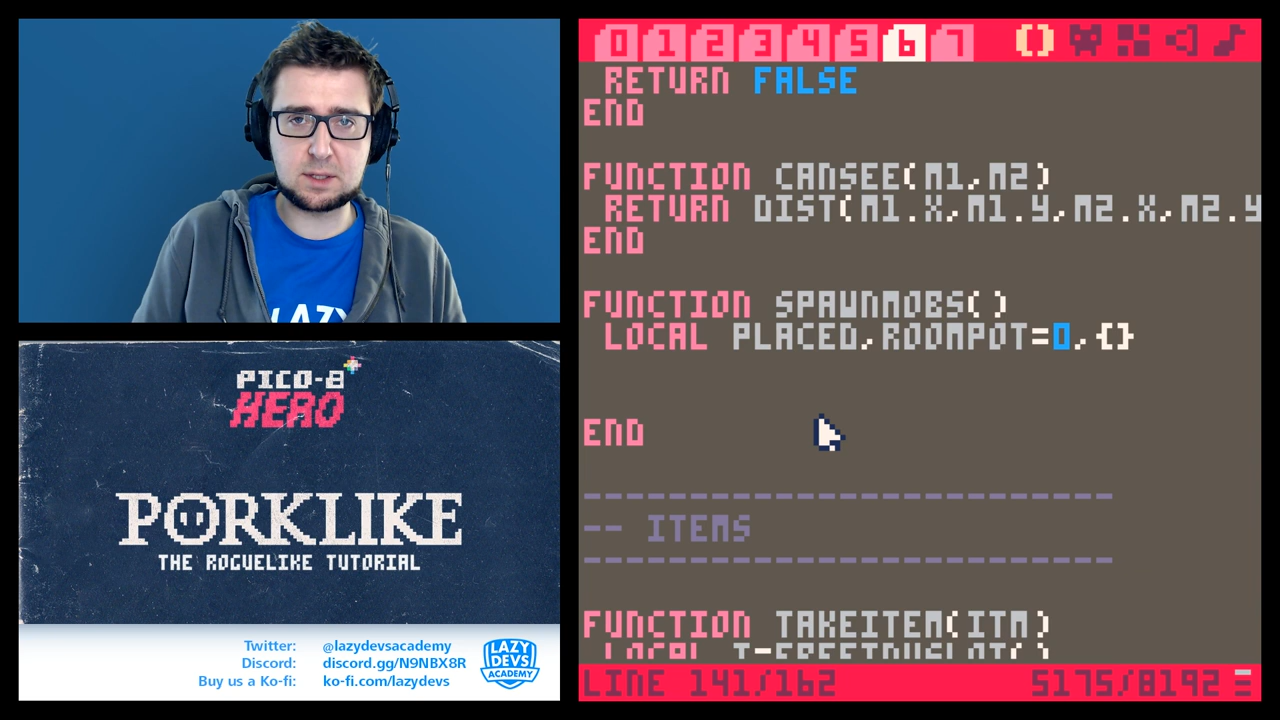 LAZY
PICO-8
HERO
PORKLIKE
THE ROGUELIKE TUTORIAL
Twitter: @lazydevsacademy
Discord: discord.gg/N9NBX8R
Buy us a Ko-fi: ko-fi.com/lazydevs
LAZY
DEVS
ACADEMY
0 1 2 3 4 5 6 7 ()
RETURN FALSE
END
FUNCTION CANSEE(M1,M2)
RETURN DIST(M1.X,M1.Y,M2.X,M2.Y
END
FUNCTION SPAWNMOBS()
LOCAL PLACED,ROOMPOT=0,{}
END
-------------------------
-- ITEMS
-------------------------
FUNCTION TAKEITEM(ITM)
LINE 141/162 5175/8192